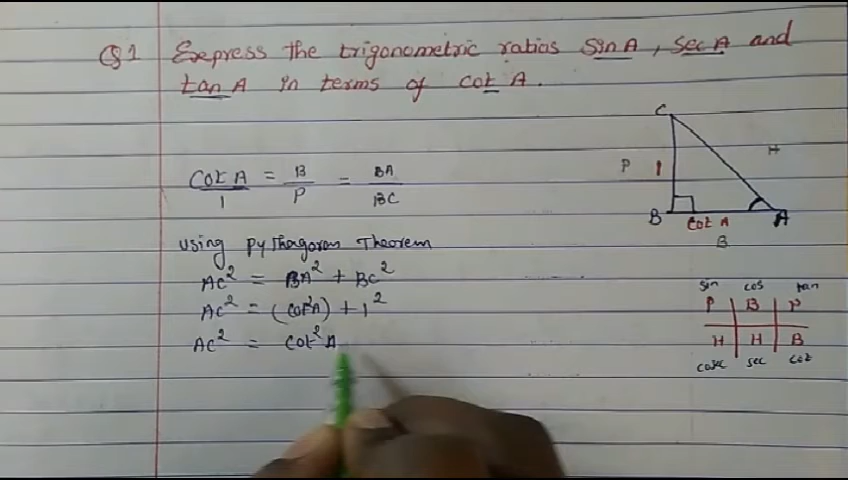 Q1 Express the trigonometric ratios sin A, sec A and
tan A in terms of cot A.
Cot A / 1 = B / P = BA / BC
Using Pythagoras Theorem
AC² = BA² + BC²
AC² = (Cot²A) + 1²
AC² = Cot²A
C
P 1 H
B Cot A A
B
sin cos tan
P B P
H H B
cosec sec cot